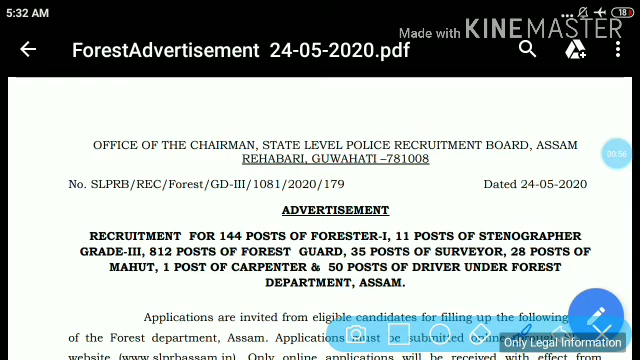 5:32 AM
18
Made with KINEMASTER
ForestAdvertisement 24-05-2020.pdf
OFFICE OF THE CHAIRMAN, STATE LEVEL POLICE RECRUITMENT BOARD, ASSAM
REHABARI, GUWAHATI –781008
00:56
No. SLPRB/REC/Forest/GD-III/1081/2020/179 Dated 24-05-2020
ADVERTISEMENT
RECRUITMENT FOR 144 POSTS OF FORESTER-I, 11 POSTS OF STENOGRAPHER
GRADE-III, 812 POSTS OF FOREST GUARD, 35 POSTS OF SURVEYOR, 28 POSTS OF
MAHUT, 1 POST OF CARPENTER & 50 POSTS OF DRIVER UNDER FOREST
DEPARTMENT, ASSAM.
Applications are invited from eligible candidates for filling up the following
of the Forest department, Assam. Applications must be submitted online
Only Legal Information
website (www.slprbassam.in). Only online applications will be received with effect from